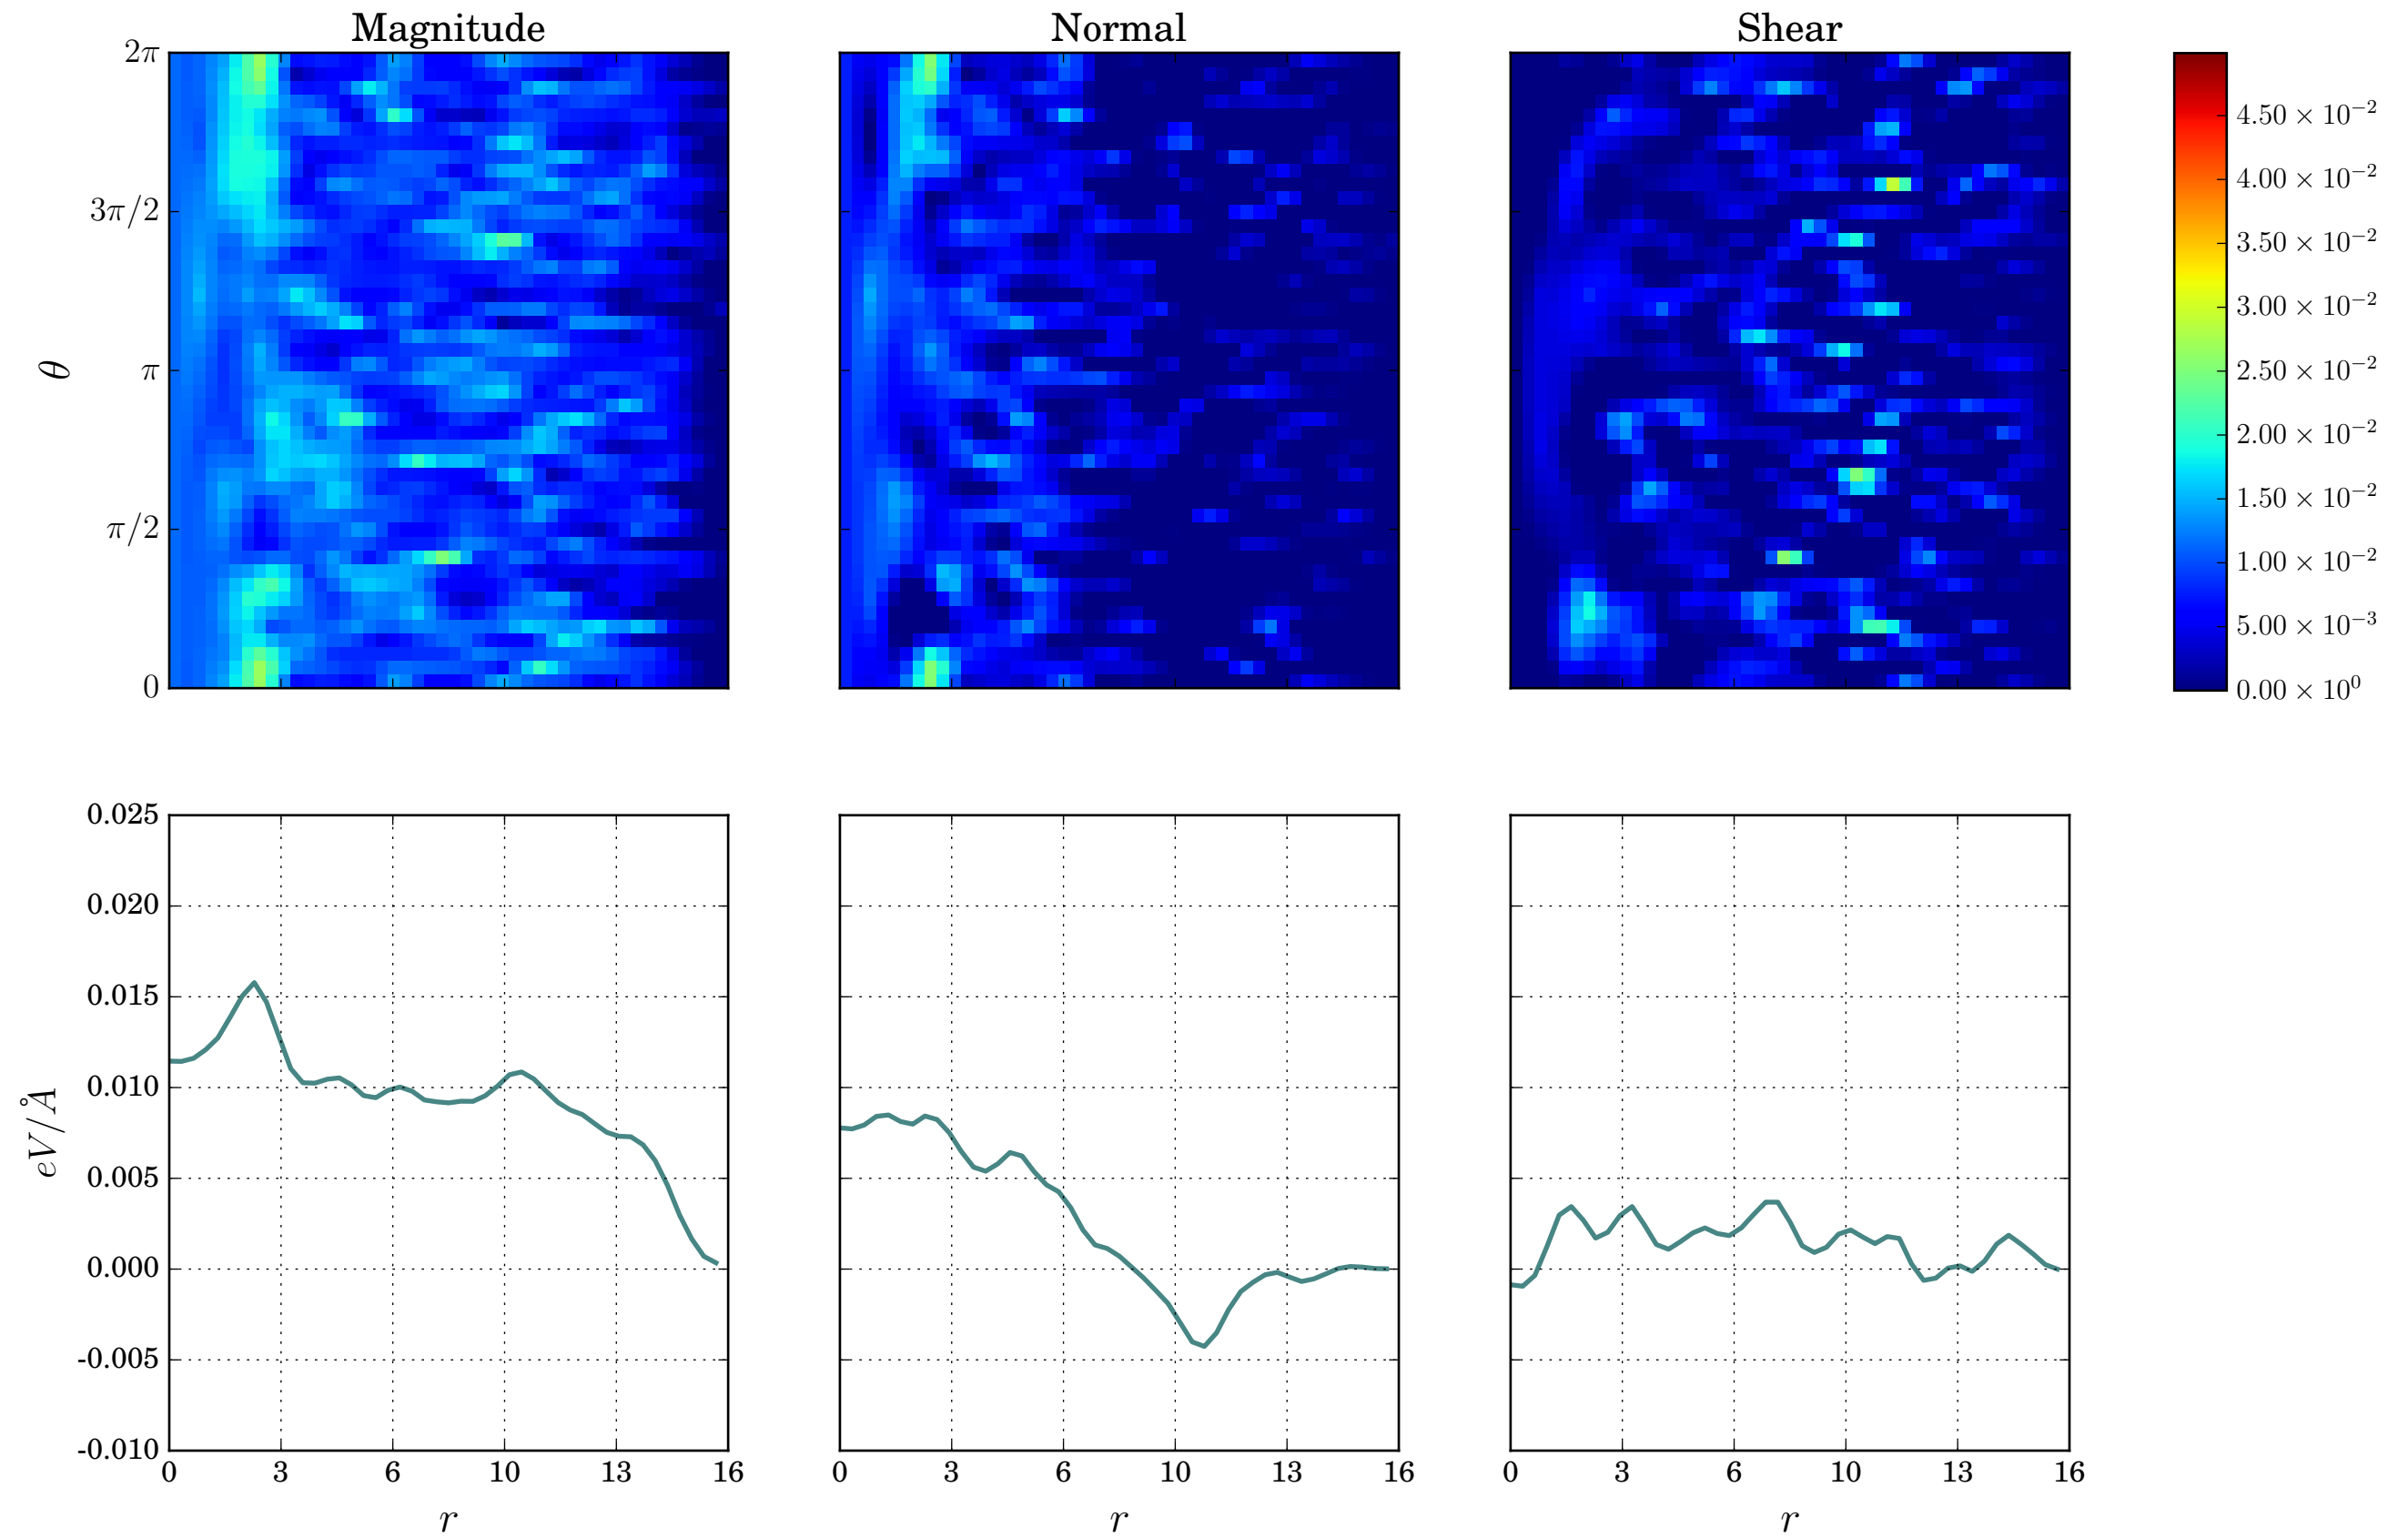 Magnitude Normal Shear
2π
3π/2
π
π/2
0
θ
4.50 × 10⁻²
4.00 × 10⁻²
3.50 × 10⁻²
3.00 × 10⁻²
2.50 × 10⁻²
2.00 × 10⁻²
1.50 × 10⁻²
1.00 × 10⁻²
5.00 × 10⁻³
0.00 × 10⁰
0.025
0.020
0.015
0.010
0.005
0.000
-0.005
-0.010
eV/Å
0 3 6 10 13 16 0 3 6 10 13 16 0 3 6 10 13 16
r r r